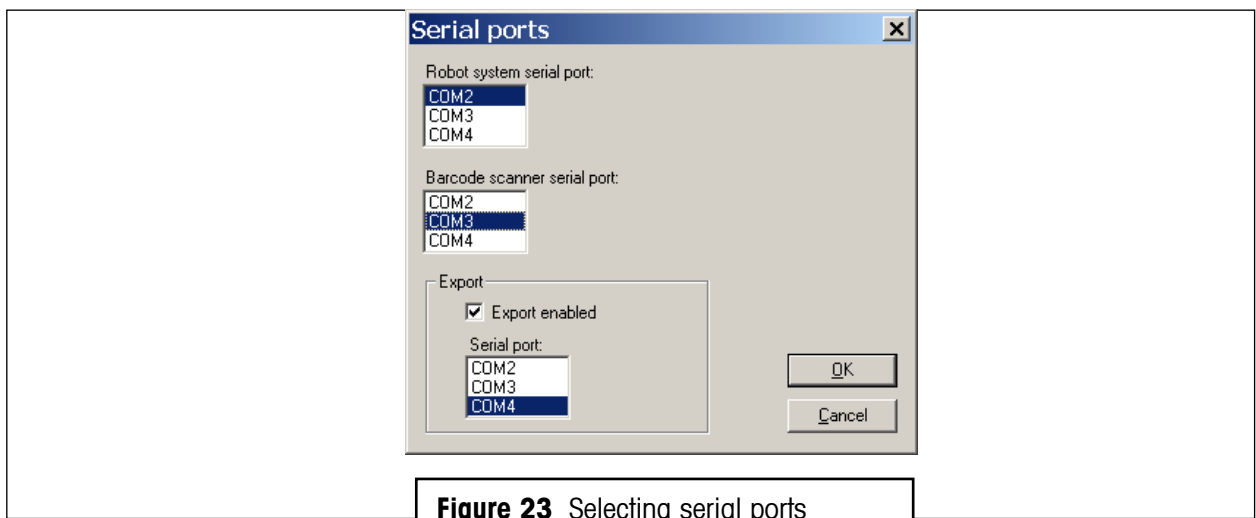 Serial ports
Robot system serial port:
COM2
COM3
COM4
Barcode scanner serial port:
COM2
COM3
COM4
Export
Export enabled
Serial port:
COM2
COM3
COM4
OK
Cancel
Figure 23 Selecting serial ports